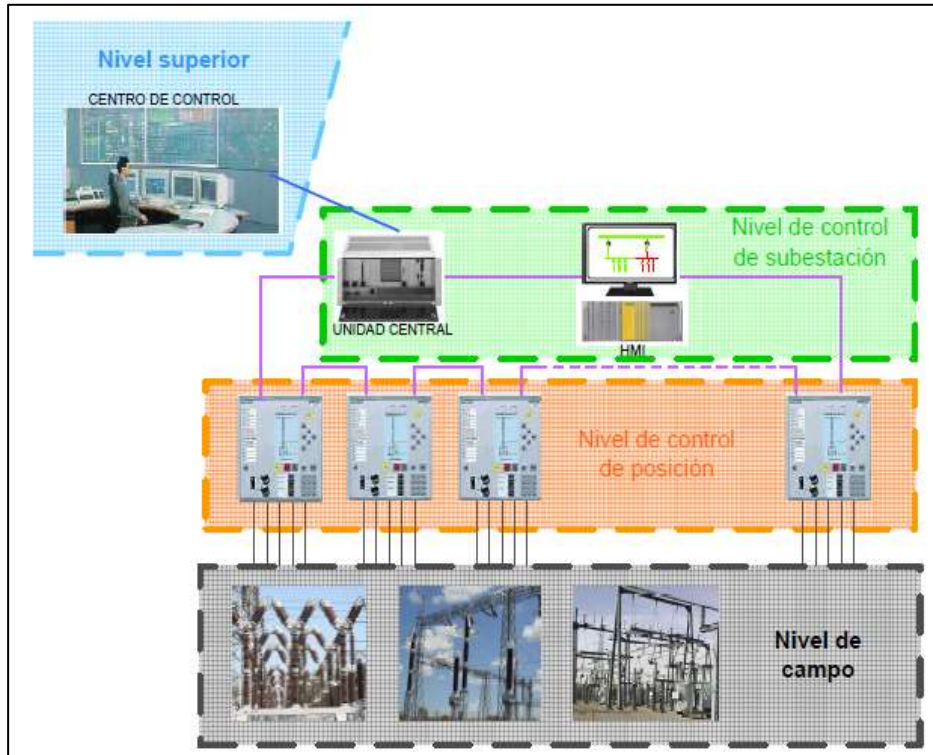 Nivel superior
CENTRO DE CONTROL
Nivel de control
de subestación
UNIDAD CENTRAL
HMI
Nivel de control
de posición
Nivel de
campo